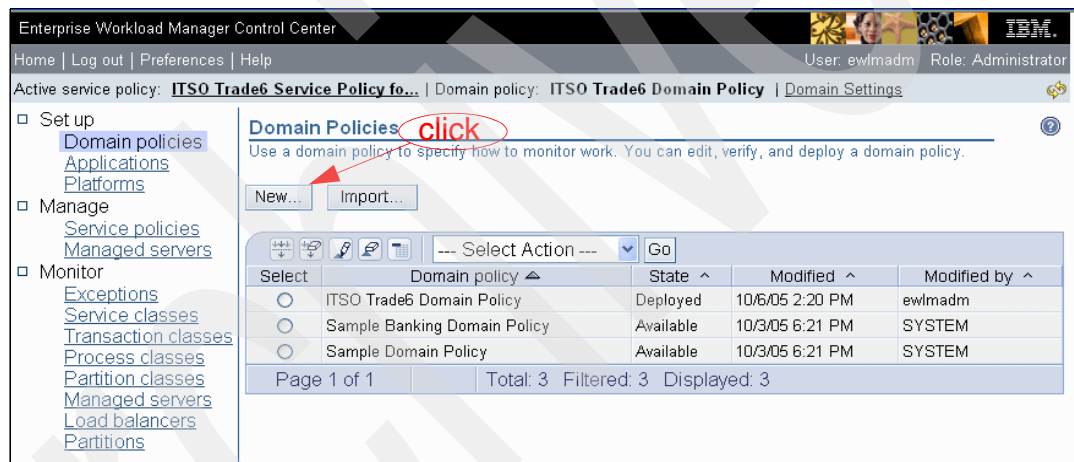 Enterprise Workload Manager Control Center IBM.
Home | Log out | Preferences | Help User: ewlmadm Role: Administrator
Active service policy: ITSO Trade6 Service Policy fo... | Domain policy: ITSO Trade6 Domain Policy | Domain Settings
Set up
Domain policies
Applications
Platforms
Manage
Service policies
Managed servers
Monitor
Exceptions
Service classes
Transaction classes
Process classes
Partition classes
Managed servers
Load balancers
Partitions
Domain Policies click
Use a domain policy to specify how to monitor work. You can edit, verify, and deploy a domain policy.
New... Import...
--- Select Action --- Go
Select Domain policy State Modified Modified by
ITSO Trade6 Domain Policy Deployed 10/6/05 2:20 PM ewlmadm
Sample Banking Domain Policy Available 10/3/05 6:21 PM SYSTEM
Sample Domain Policy Available 10/3/05 6:21 PM SYSTEM
Page 1 of 1 Total: 3 Filtered: 3 Displayed: 3